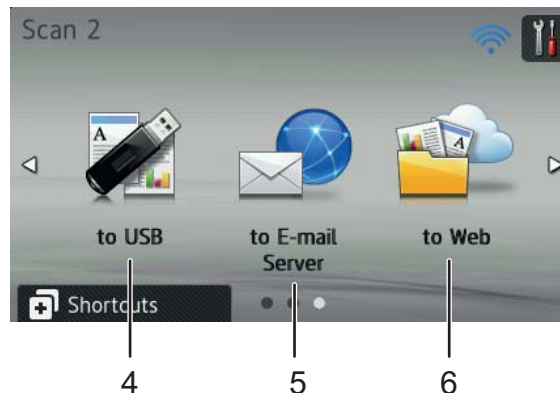 Scan 2
A
A
to USB
to E-mail
Server
to Web
Shortcuts
4
5
6